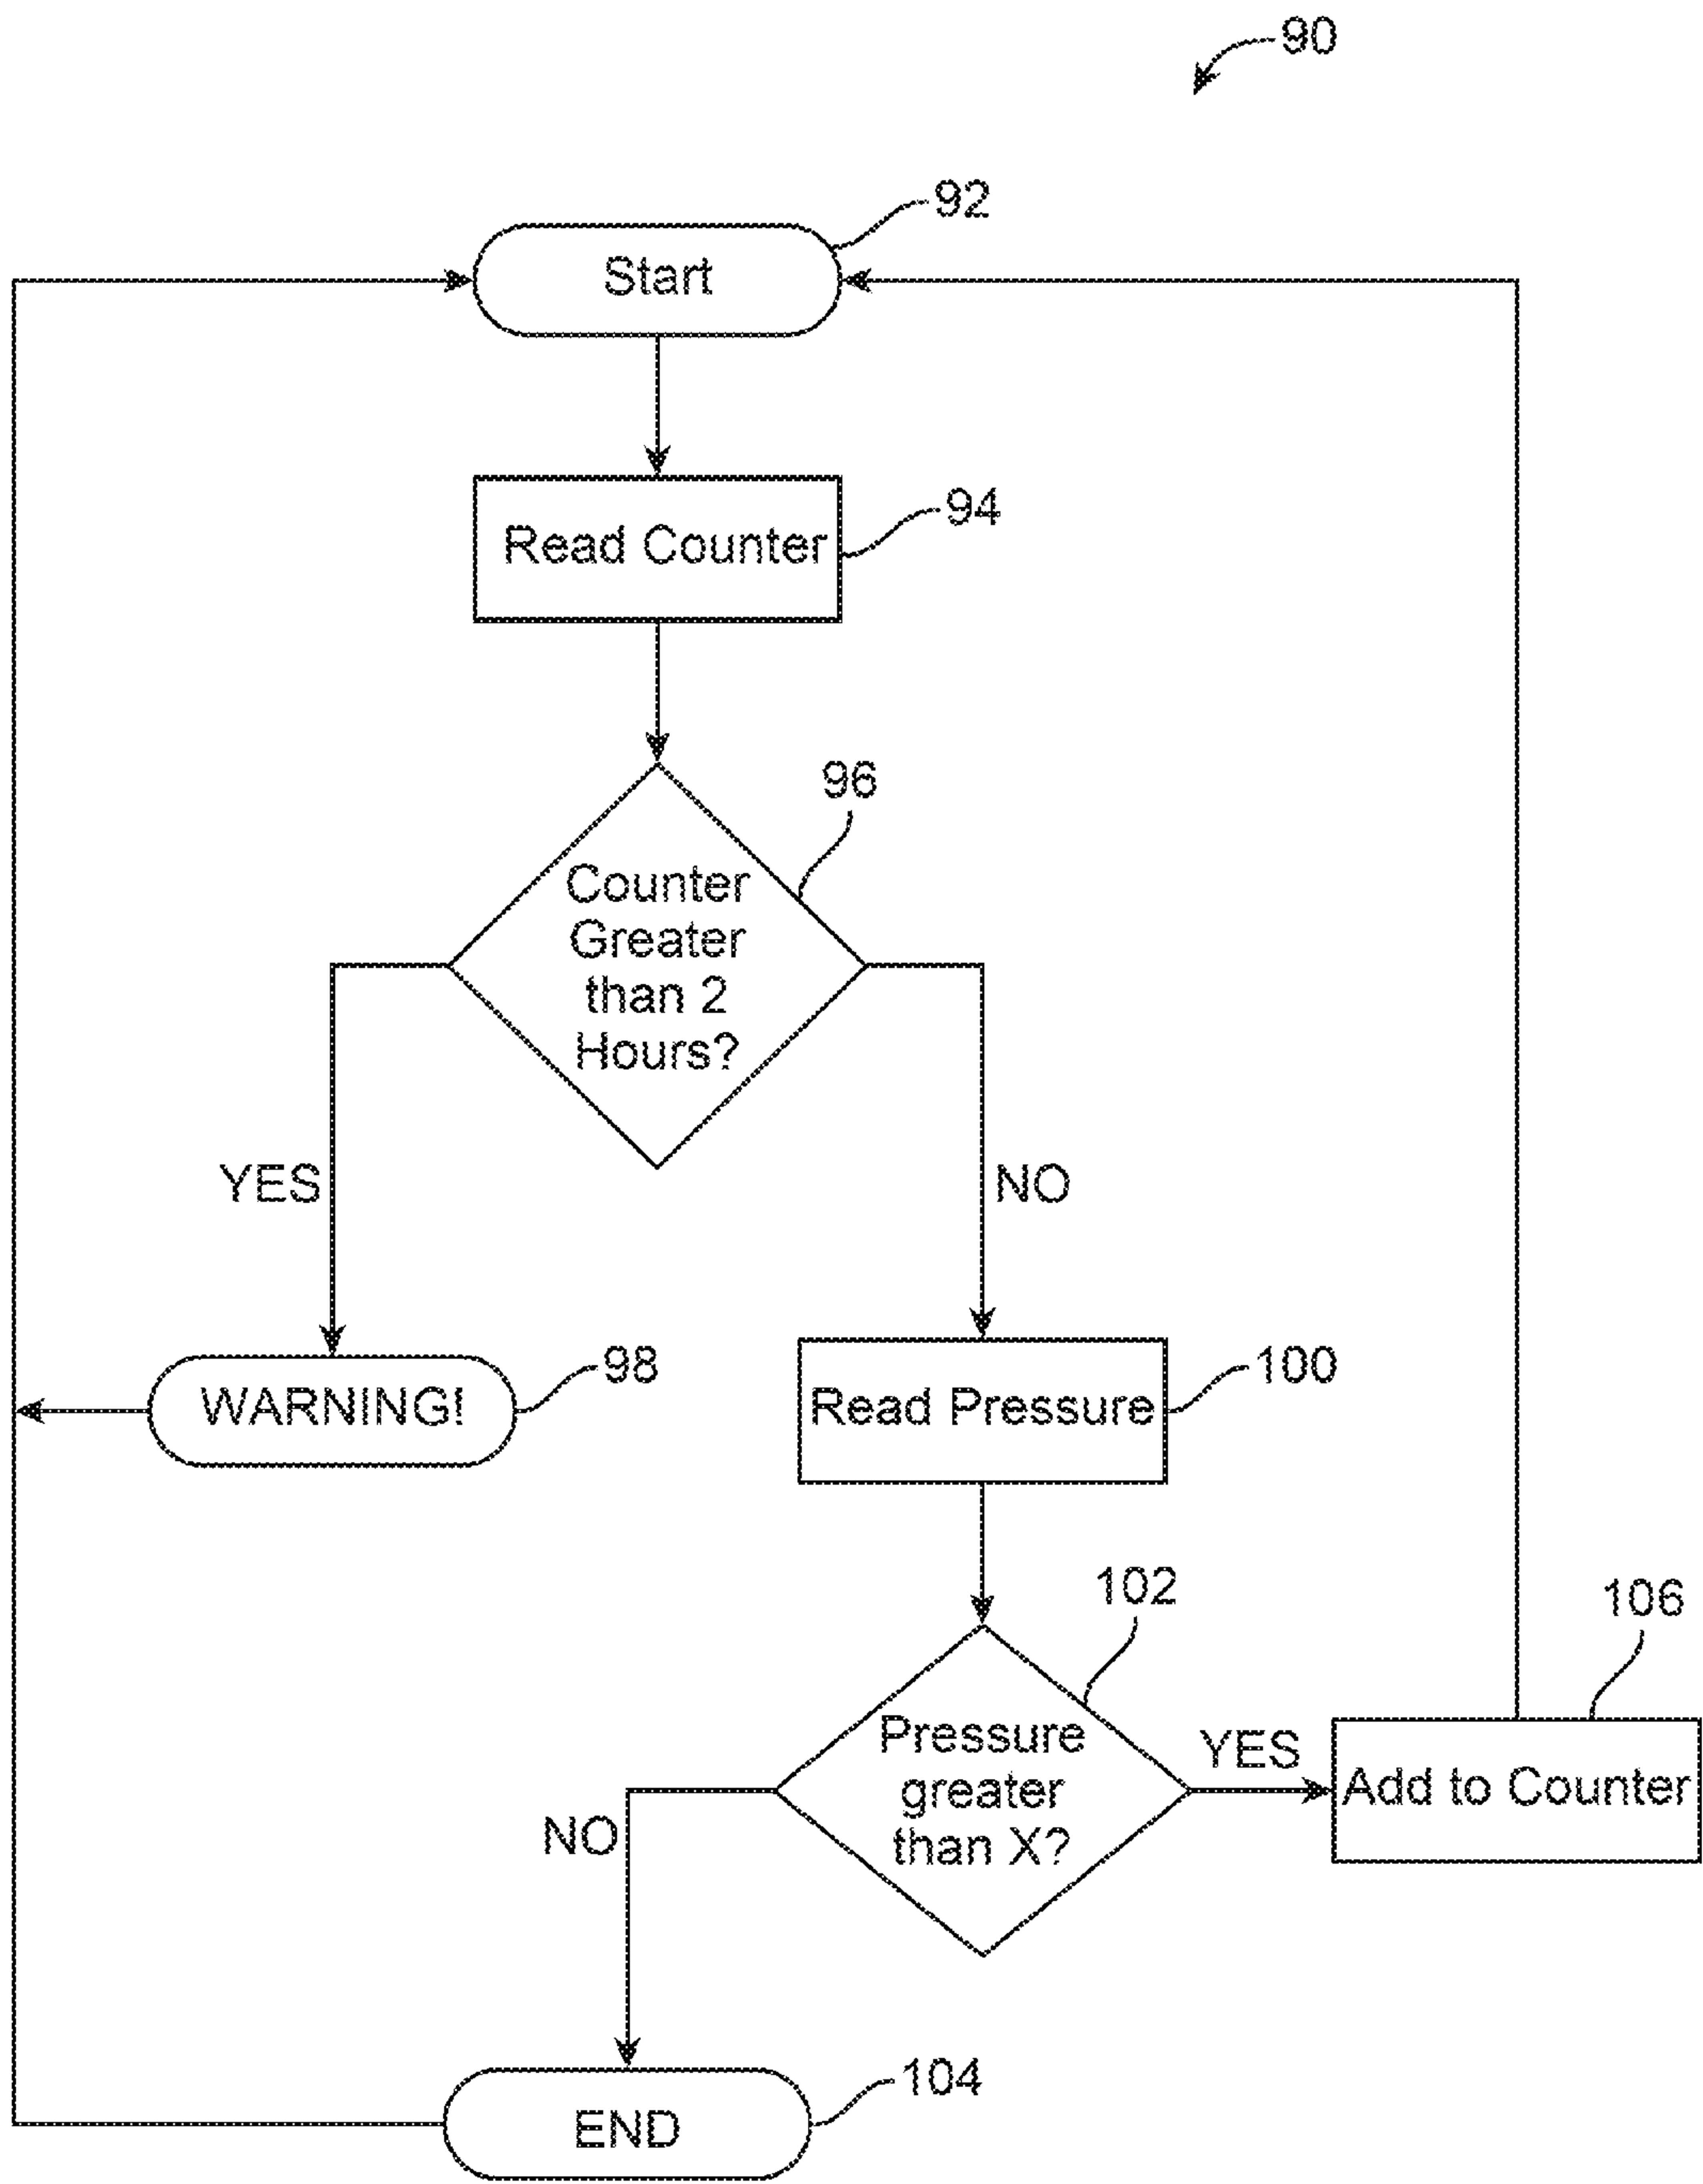 90
92
Start
94
Read Counter
96
Counter
Greater
than 2
Hours?
YES
NO
98
WARNING!
100
Read Pressure
102
106
Pressure
greater
than X?
YES
Add to Counter
NO
104
END